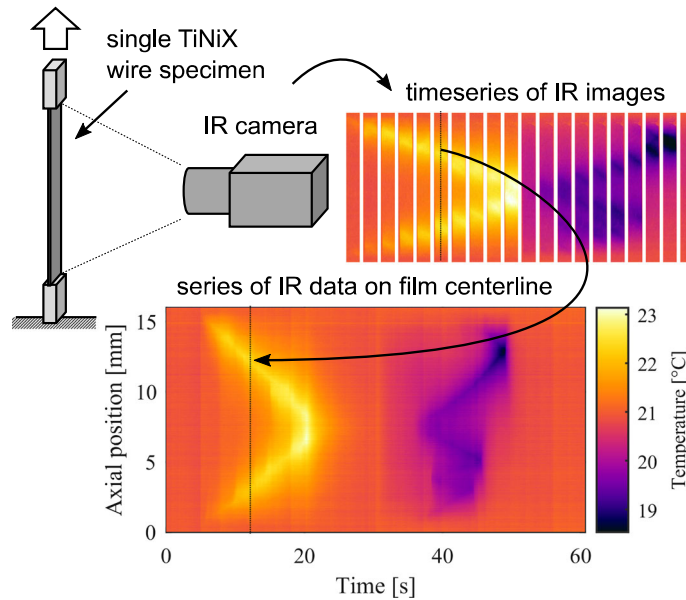 single TiNiX
wire specimen
IR camera
timeseries of IR images
series of IR data on film centerline
15
10
5
0
Axial position [mm]
0
20
40
60
Time [s]
23
22
21
20
19
Temperature [°C]